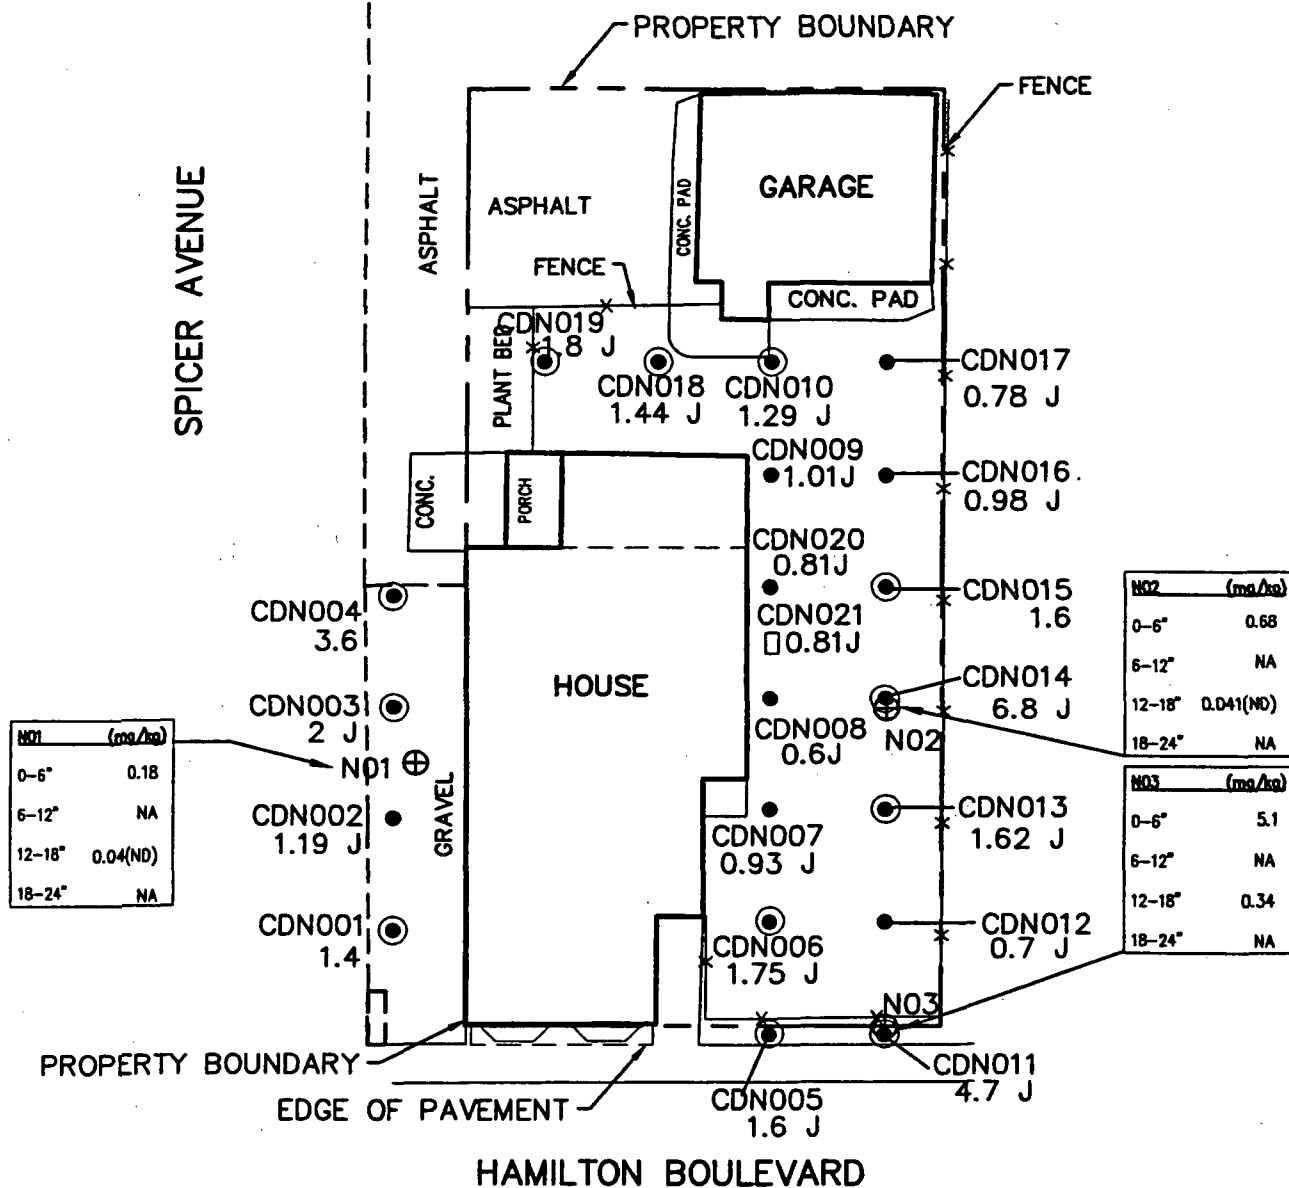 PROPERTY BOUNDARY
FENCE
SPICER AVENUE
ASPHALT
ASPHALT
CONC. PAD
GARAGE
FENCE
CONC. PAD
PLANT BED
CDN019
1.8 J
CDN018
1.44 J
CDN010
1.29 J
CDN017
0.78 J
CDN009
1.01J
CDN016
0.98 J
CONC.
PORCH
CDN020
0.81J
CDN004
3.6
CDN021
0.81J
CDN015
1.6
HOUSE
CDN003
2 J
CDN014
6.8 J
CDN008
0.6J
N02
N01
GRAVEL
CDN002
1.19 J
CDN007
0.93 J
CDN013
1.62 J
CDN001
1.4
CDN006
1.75 J
CDN012
0.7 J
N03
N01 (mg/kg)
0-6" 0.18
6-12" NA
12-18" 0.04(ND)
18-24" NA
N02 (mg/kg)
0-6" 0.68
6-12" NA
12-18" 0.041(ND)
18-24" NA
N03 (mg/kg)
0-6" 5.1
6-12" NA
12-18" 0.34
18-24" NA
PROPERTY BOUNDARY
EDGE OF PAVEMENT
CDN005
1.6 J
CDN011
4.7 J
HAMILTON BOULEVARD